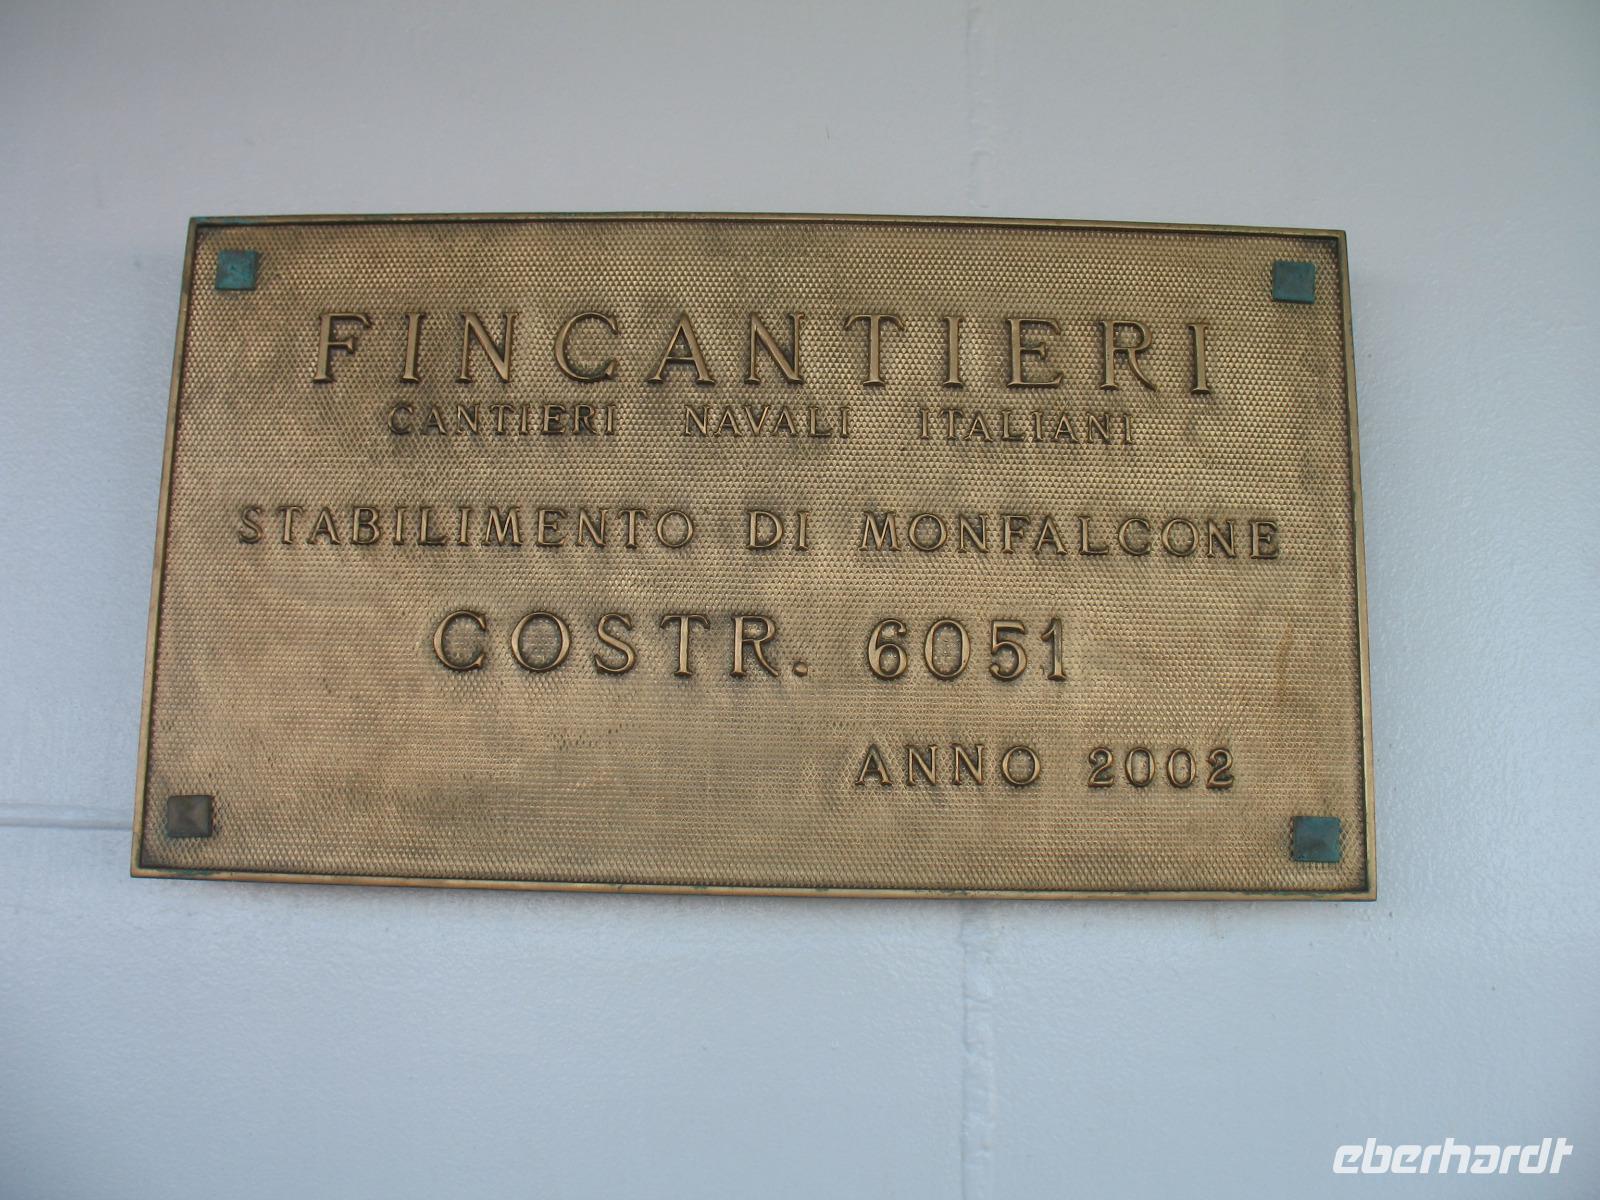 FINCANTIERI
CANTIERI NAVALI ITALIANI
STABILIMENTO DI MONFALCONE
COSTR. 6051
ANNO 2002
eberhardt